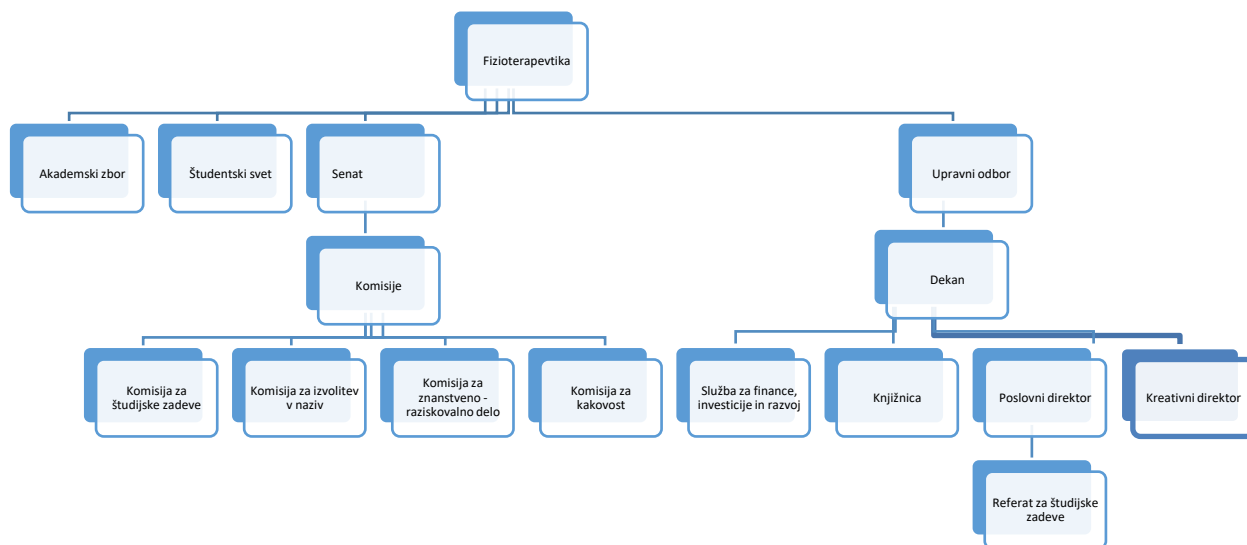 Fizioterapevtika
Akademski zbor
Študentski svet
Senat
Upravni odbor
Komisije
Dekan
Komisija za
študijske zadeve
Komisija za izvolitev
v naziv
Komisija za
znanstveno -
raziskovalno delo
Komisija za
kakovost
Služba za finance,
investicije in razvoj
Knjižnica
Poslovni direktor
Kreativni direktor
Referat za študijske
zadeve